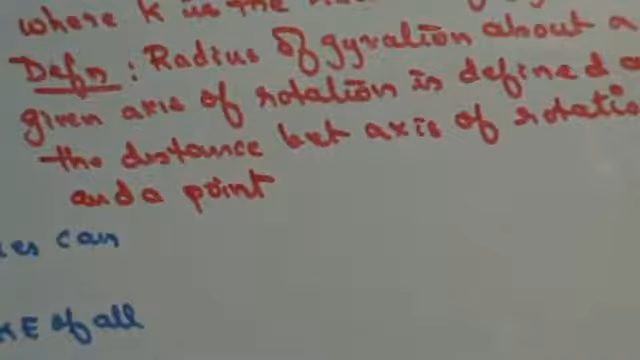 where K is the
Defn : Radius of gyration about a
given axis of rotation is defined
the distance bet axis of rotatio
and a point
can
KE of all